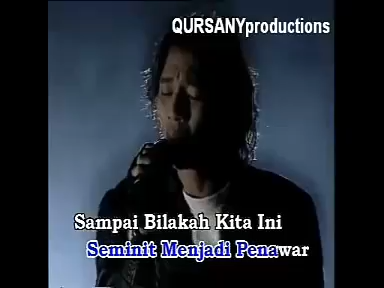 QURSANYproductions
Sampai Bilakah Kita Ini
Seminit Menjadi Penawar